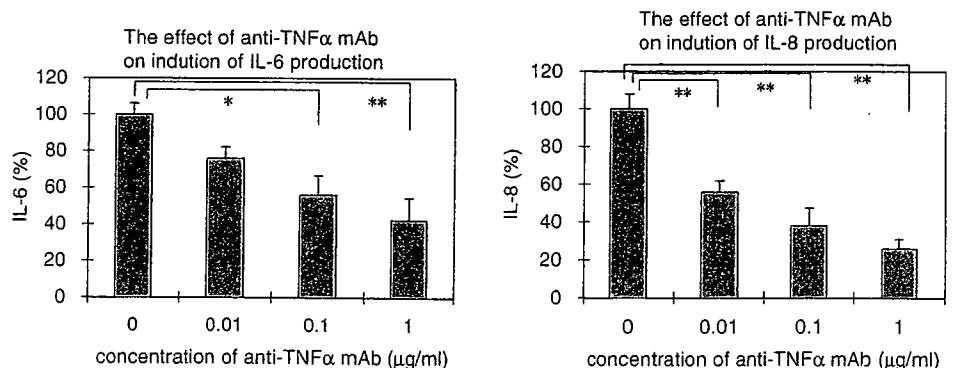 The effect of anti-TNFα mAb
on indution of IL-6 production
IL-6 (%)
120
100
80
60
40
20
0
*
**
0 0.01 0.1 1
concentration of anti-TNFα mAb (μg/ml)
The effect of anti-TNFα mAb
on indution of IL-8 production
IL-8 (%)
120
100
80
60
40
20
0
**
**
**
0 0.01 0.1 1
concentration of anti-TNFα mAb (μg/ml)